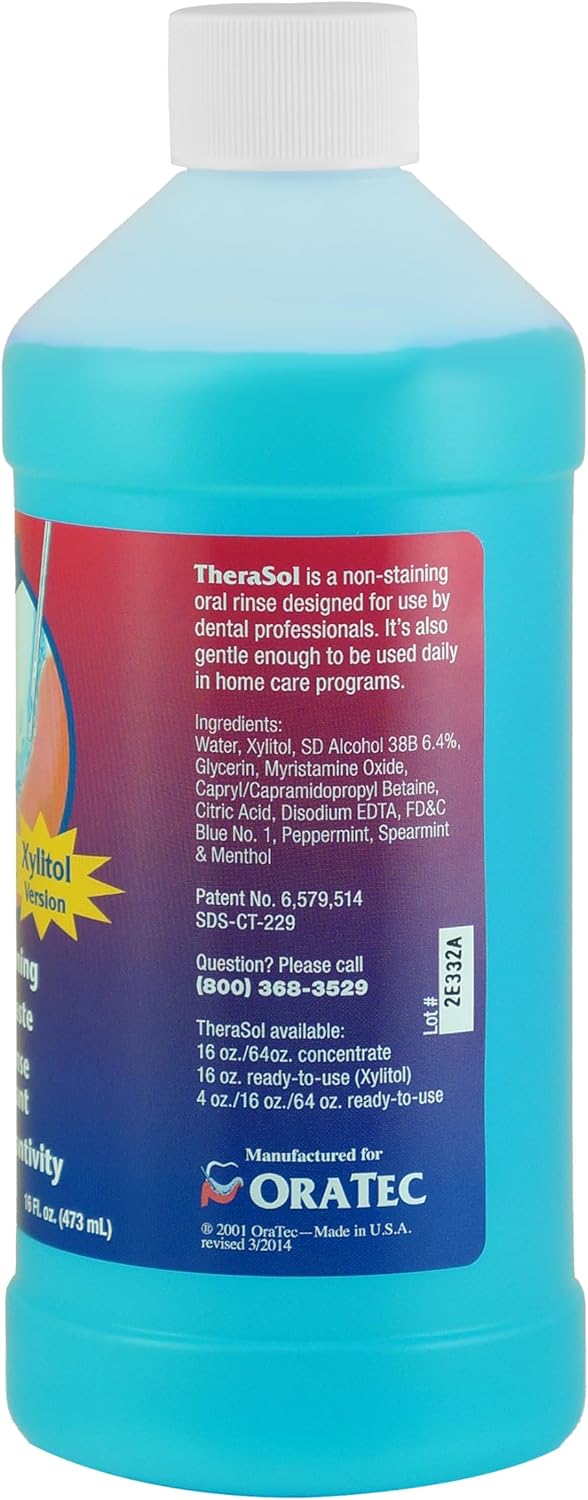 TheraSol is a non-staining
oral rinse designed for use by
dental professionals. It's also
gentle enough to be used daily
in home care programs.
Ingredients:
Water, Xylitol, SD Alcohol 38B 6.4%,
Glycerin, Myristamine Oxide,
Capryl/Capramidopropyl Betaine,
Citric Acid, Disodium EDTA, FD&C
Blue No. 1, Peppermint, Spearmint
& Menthol
Patent No. 6,579,514
SDS-CT-229
Question? Please call
(800) 368-3529
TheraSol available:
16 oz./64oz. concentrate
16 oz. ready-to-use (Xylitol)
4 oz./16 oz./64 oz. ready-to-use
Lot #
2E332A
Manufactured for
ORATEC
® 2001 OraTec—Made in U.S.A.
revised 3/2014
Xylitol
Version
16 Fl. oz. (473 mL)